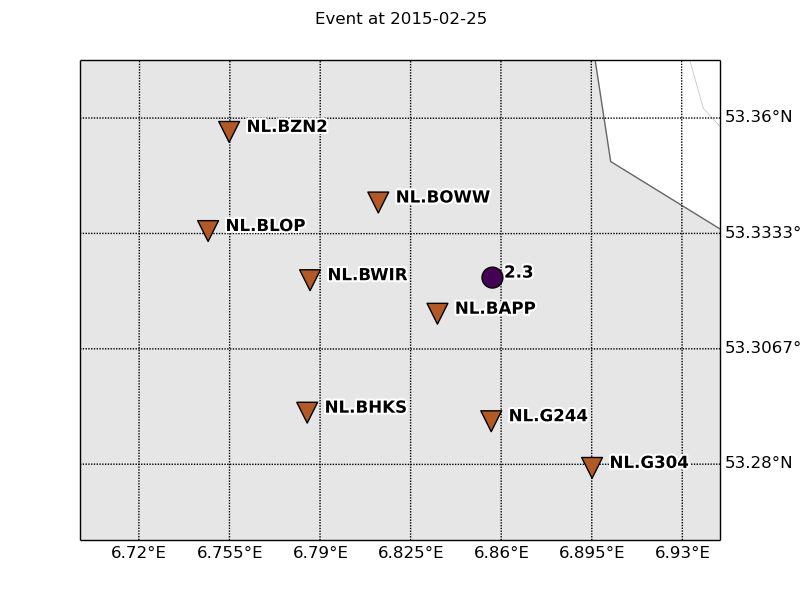 Event at 2015-02-25
53.36°N
NL.BZN2
NL.BOWW
NL.BLOP
53.3333°
2.3
NL.BWIR
NL.BAPP
53.3067°
NL.BHKS
NL.G244
NL.G304
53.28°N
6.72°E 6.755°E 6.79°E 6.825°E 6.86°E 6.895°E 6.93°E